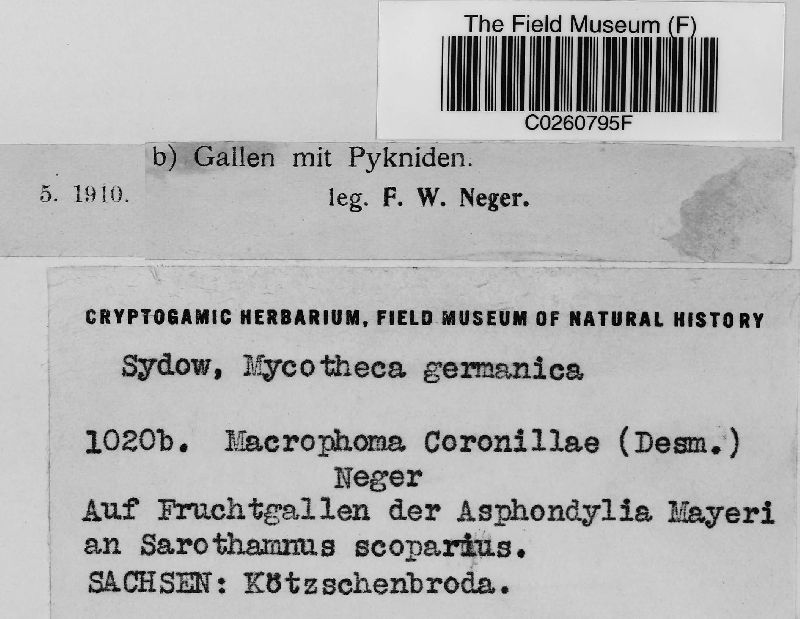 The Field Museum (F)
C0260795F
b) Gallen mit Pykniden.
5. 1910.
leg. F. W. Neger.
CRYPTOGAMIC HERBARIUM, FIELD MUSEUM OF NATURAL HISTORY
Sydow, Mycotheca germanica
1020b. Macrophoma Coronillae (Desm.)
Neger
Auf Fruchtgallen der Asphondylia Mayeri
an Sarothamnus scoparius.
SACHSEN: Kötzschenbroda.